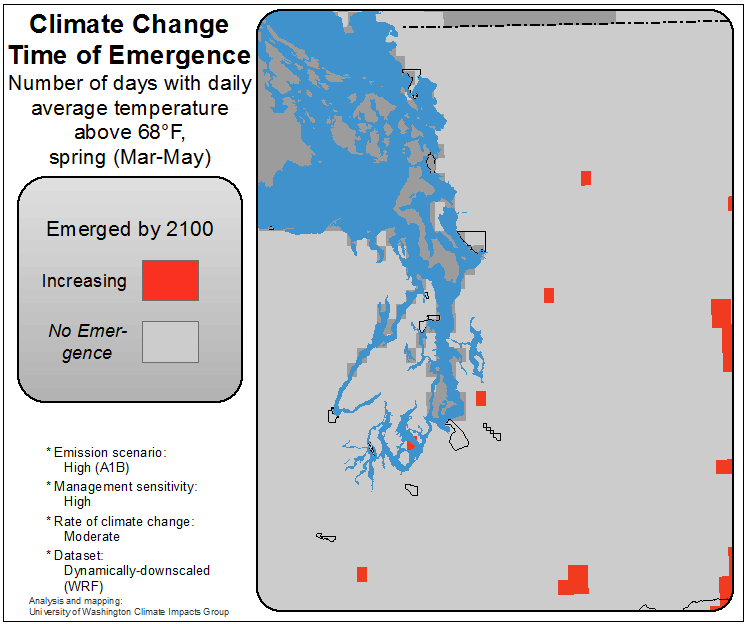 Climate Change
Time of Emergence
Number of days with daily
average temperature
above 68°F,
spring (Mar-May)
Emerged by 2100
Increasing
No Emer-
gence
* Emission scenario:
High (A1B)
* Management sensitivity:
High
* Rate of climate change:
Moderate
* Dataset:
Dynamically-downscaled
(WRF)
Analysis and mapping:
University of Washington Climate Impacts Group